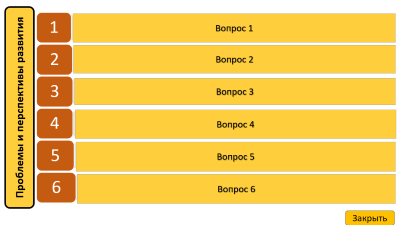 Проблемы и перспективы развития
1 Вопрос 1
2 Вопрос 2
3 Вопрос 3
4 Вопрос 4
5 Вопрос 5
6 Вопрос 6
Закрыть